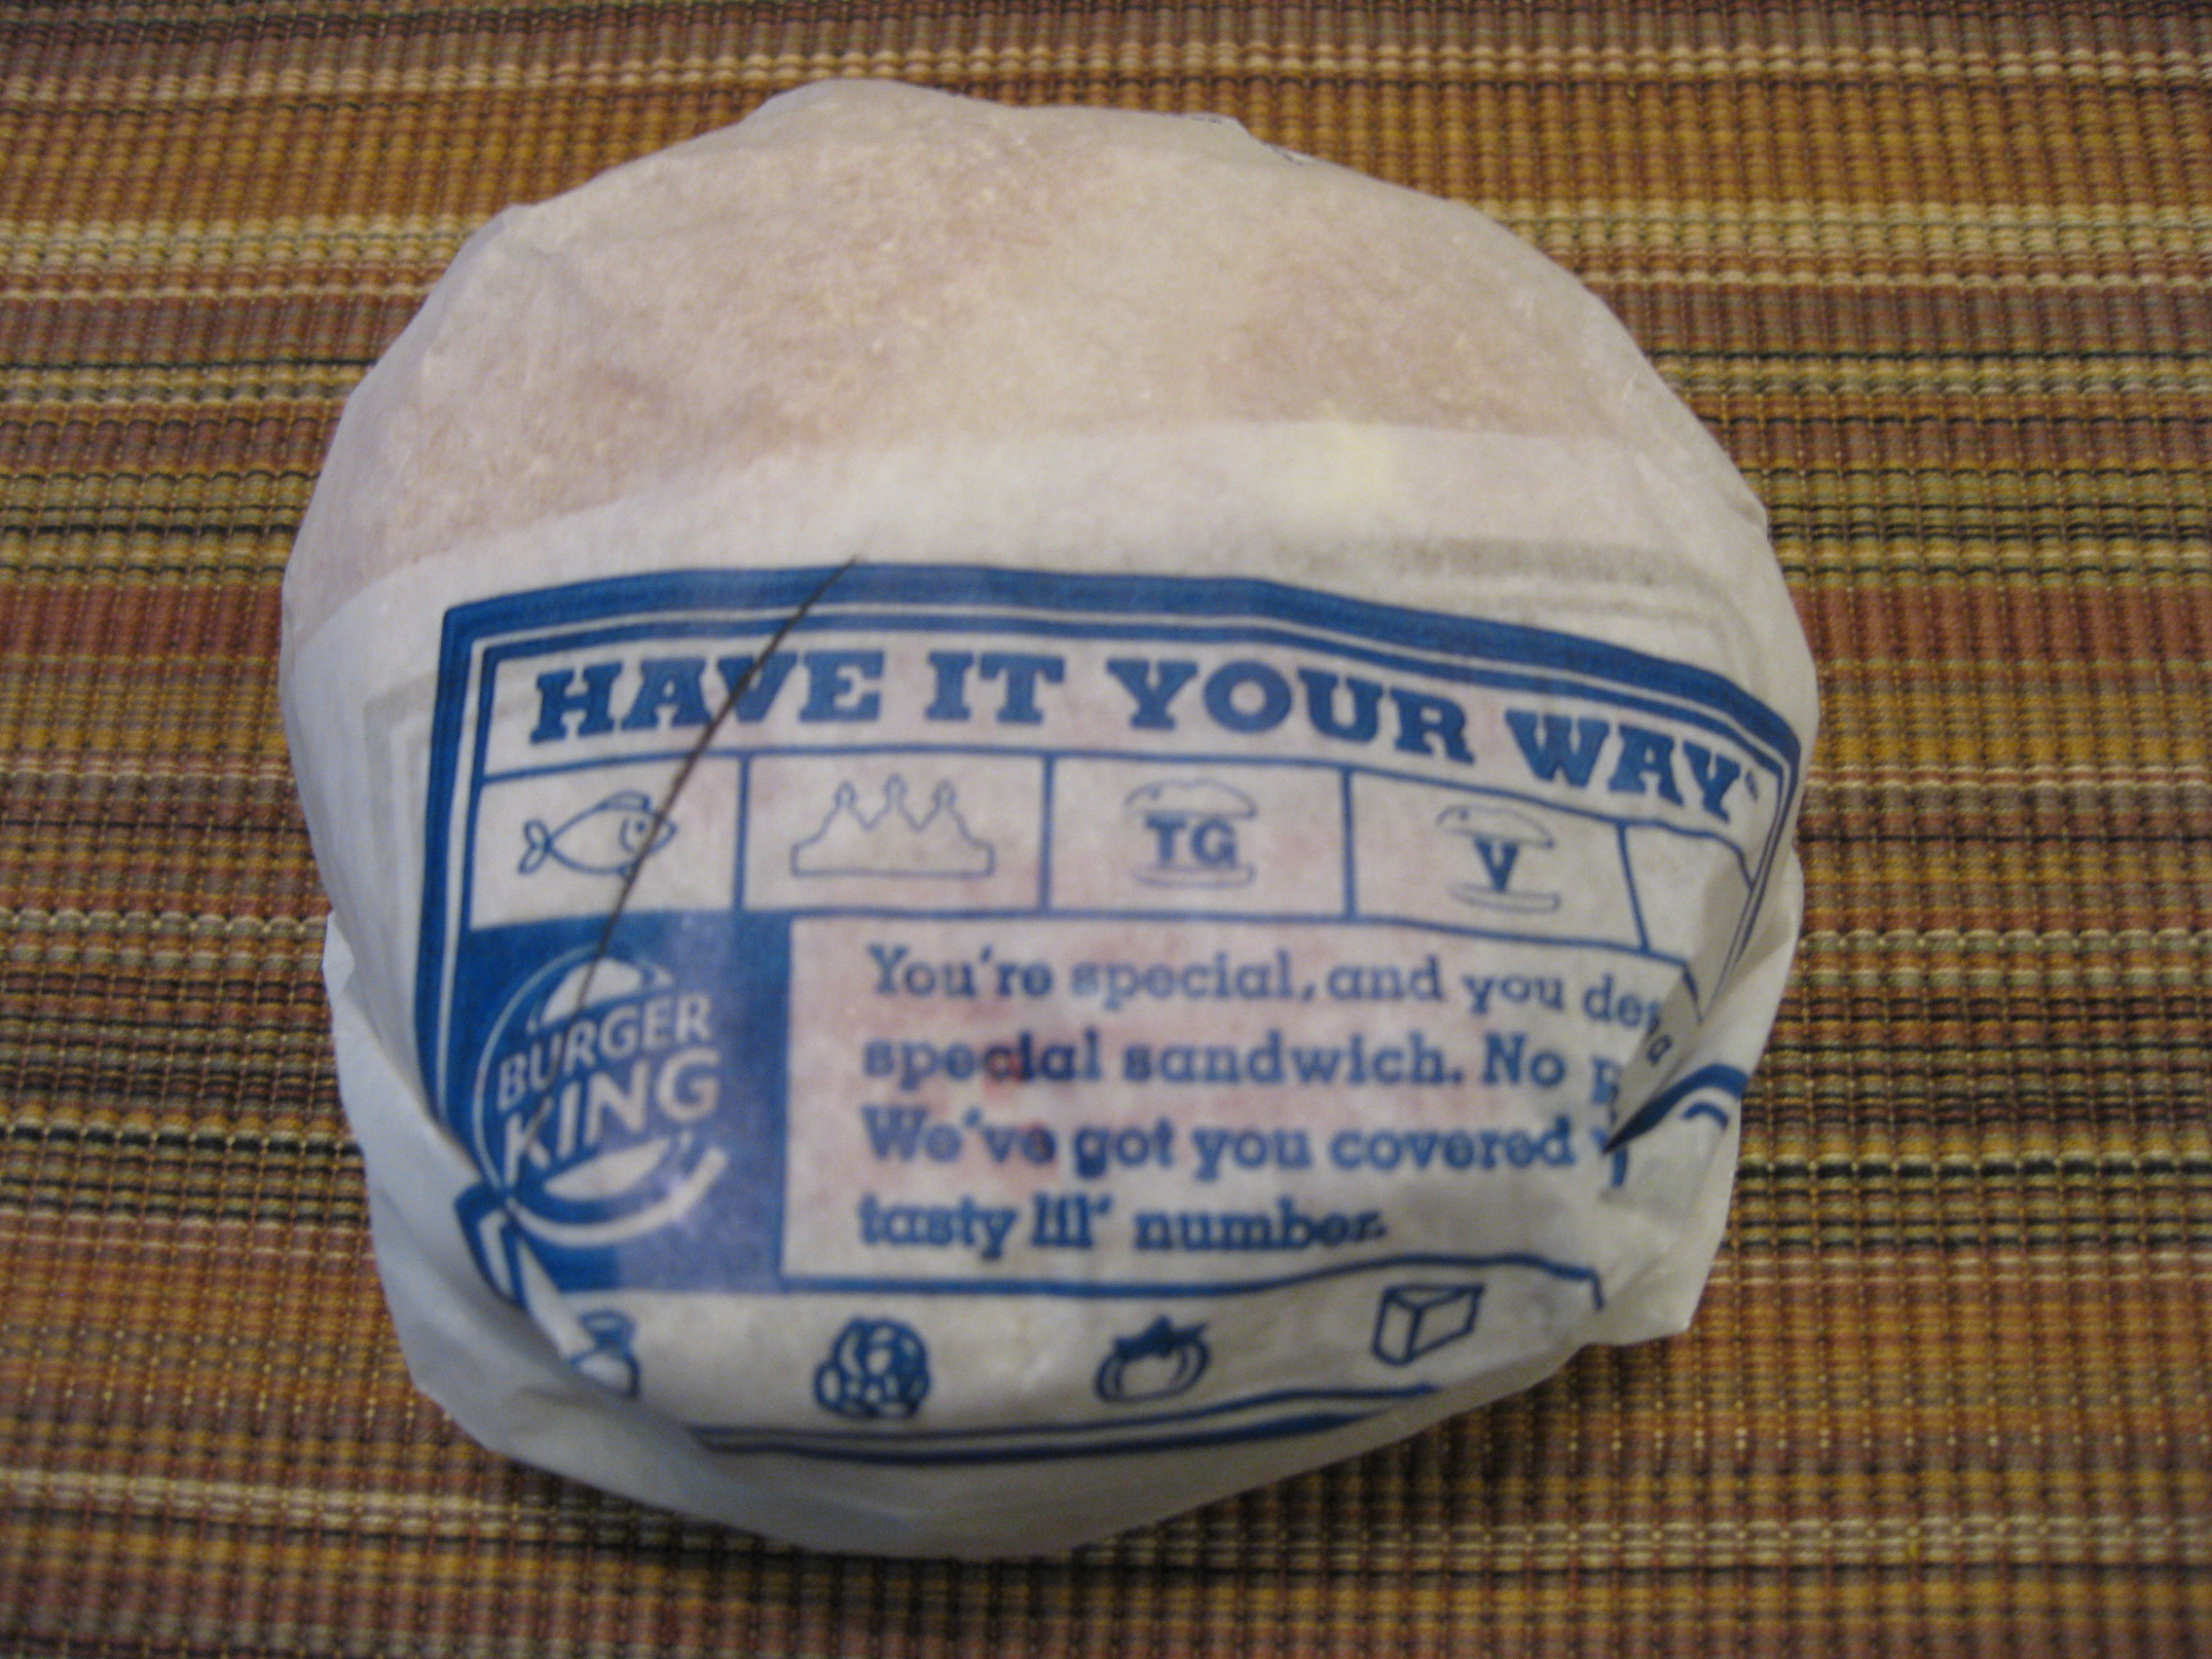 HAVE IT YOUR WAY
TG
V
BURGER
KING
You're special, and you des
special sandwich. No
We've got you covered
tasty lil' number.